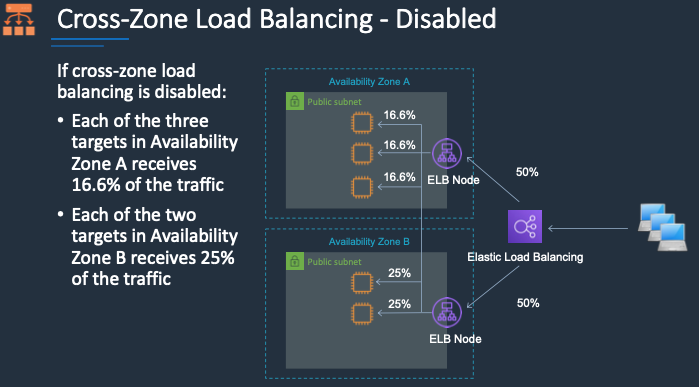 Cross-Zone Load Balancing - Disabled
If cross-zone load
balancing is disabled:
• Each of the three
targets in Availability
Zone A receives
16.6% of the traffic
• Each of the two
targets in Availability
Zone B receives 25%
of the traffic
Availability Zone A
Public subnet
16.6%
16.6%
16.6%
ELB Node
50%
Elastic Load Balancing
50%
Availability Zone B
Public subnet
25%
25%
ELB Node